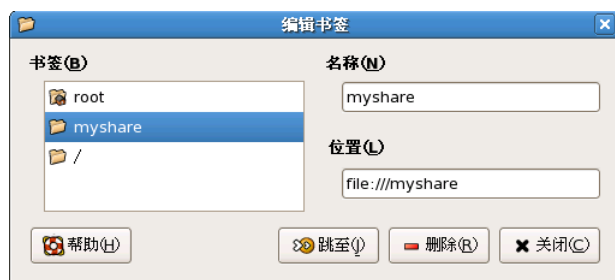 编辑书签
书签(B)
root
myshare
/
名称(N)
myshare
位置(L)
file:///myshare
帮助(H)
跳至(J)
删除(R)
关闭(C)